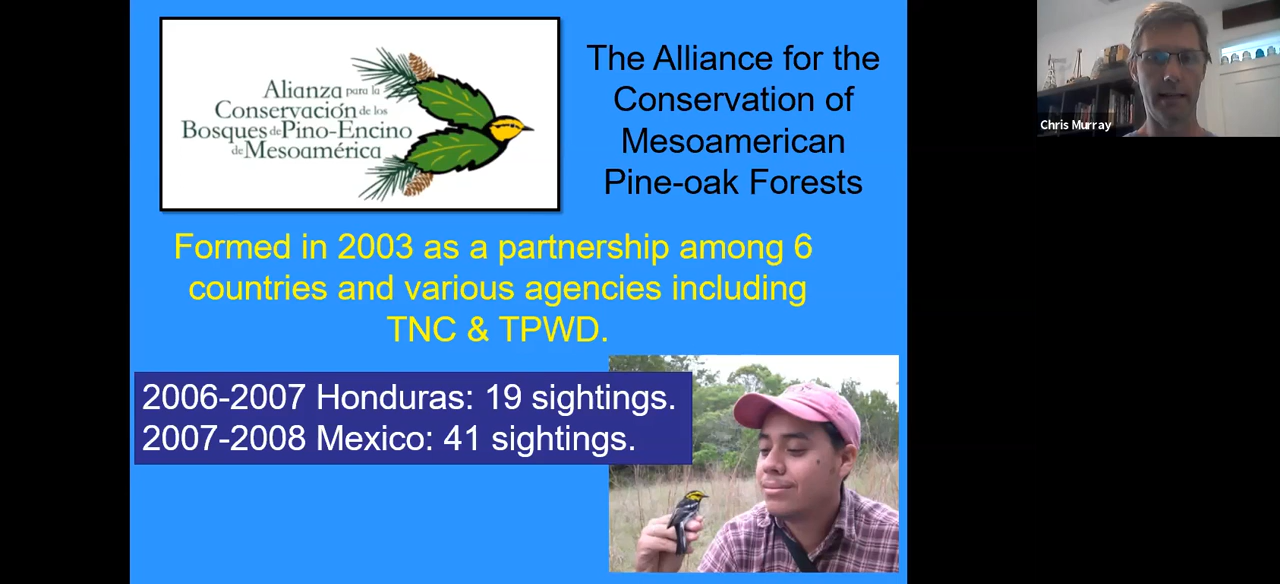 Alianza para la
Conservación de los
Bosques de Pino-Encino
de Mesoamérica
The Alliance for the
Conservation of
Mesoamerican
Pine-oak Forests
Formed in 2003 as a partnership among 6
countries and various agencies including
TNC & TPWD.
2006-2007 Honduras: 19 sightings.
2007-2008 Mexico: 41 sightings.
Chris Murray